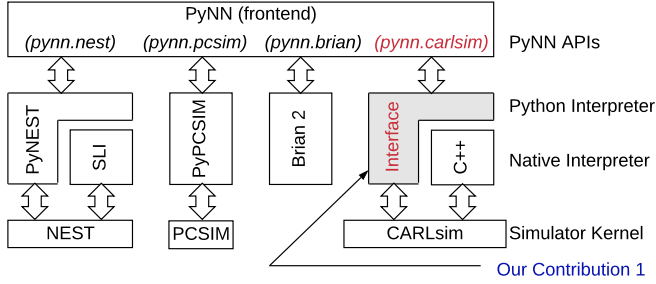 PyNN (frontend)
(pynn.nest) (pynn.pcsim) (pynn.brian) (pynn.carlsim) PyNN APIs
PyNEST
SLI
PyPCSIM
Brian 2
Interface
C++
Python Interpreter
Native Interpreter
NEST PCSIM CARLsim Simulator Kernel
Our Contribution 1